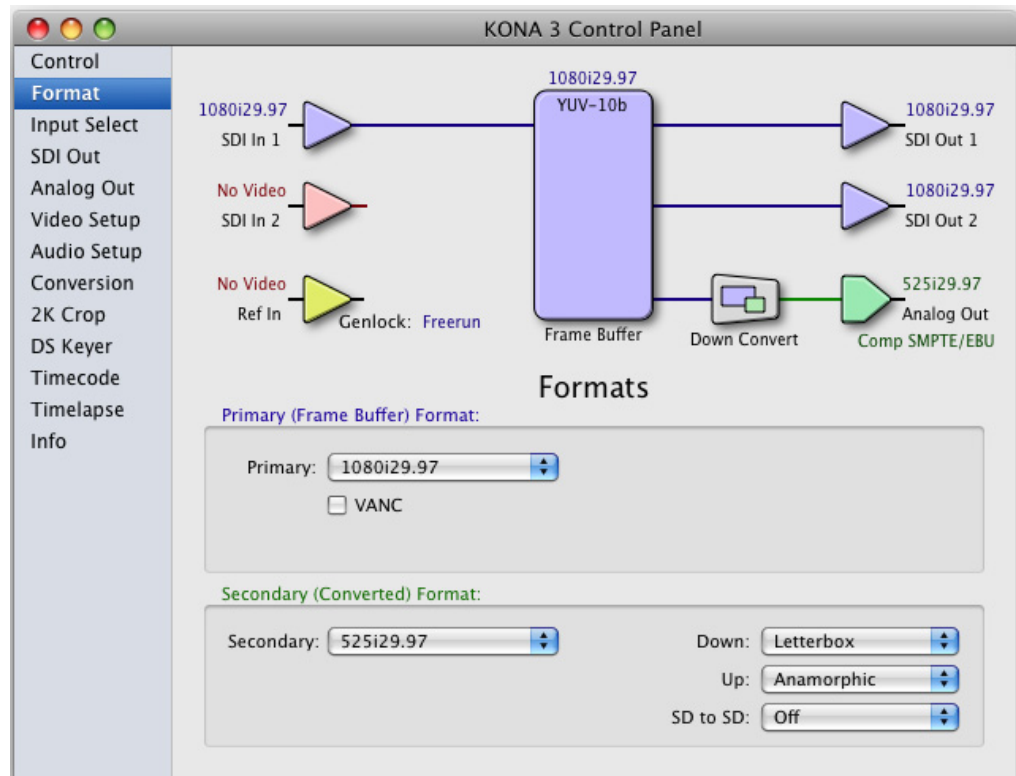 KONA 3 Control Panel
Control
Format
Input Select
SDI Out
Analog Out
Video Setup
Audio Setup
Conversion
2K Crop
DS Keyer
Timecode
Timelapse
Info
1080i29.97
SDI In 1
No Video
SDI In 2
No Video
Ref In
Genlock: Freerun
1080i29.97
YUV-10b
Frame Buffer
Down Convert
1080i29.97
SDI Out 1
1080i29.97
SDI Out 2
525i29.97
Analog Out
Comp SMPTE/EBU
Formats
Primary (Frame Buffer) Format:
Primary: 1080i29.97
VANC
Secondary (Converted) Format:
Secondary: 525i29.97
Down: Letterbox
Up: Anamorphic
SD to SD: Off